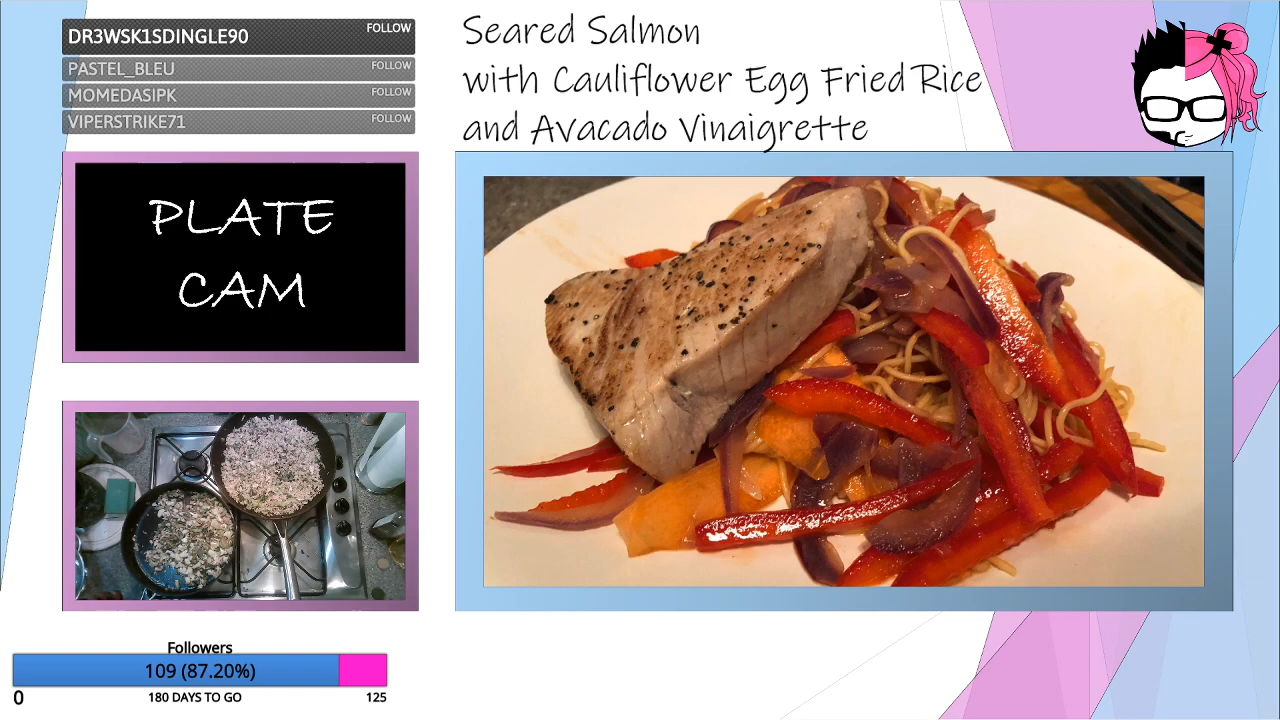 DR3WSK1SDINGLE90 FOLLOW
PASTEL_BLEU FOLLOW
MOMEDASIPK FOLLOW
VIPERSTRIKE71 FOLLOW
Seared Salmon
with Cauliflower Egg Fried Rice
and Avacado Vinaigrette
PLATE
CAM
Followers
109 (87.20%)
0 180 DAYS TO GO 125